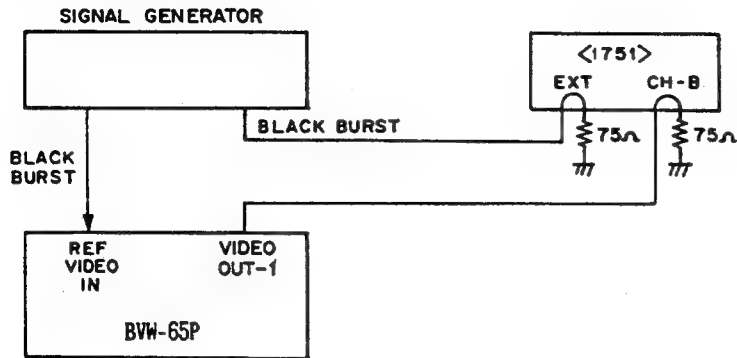 SIGNAL GENERATOR
<1751>
EXT
CH-B
BLACK BURST
75Ω
75Ω
BLACK
BURST
REF
VIDEO
IN
VIDEO
OUT-1
BVW-65P